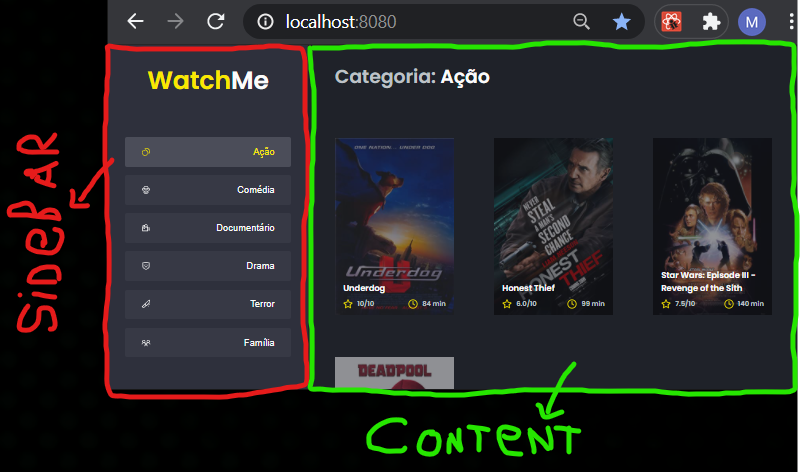 localhost:8080
M
WatchMe
Ação
Comédia
Documentário
Drama
Terror
Família
SIDEBAR
Categoria: Ação
ONE NATION... UNDER DOG
Underdog
Underdog
10/10
84 min
NEVER
STEAL
A MAN'S
SECOND
CHANCE
HONEST
THIEF
Honest Thief
6.0/10
99 min
Star Wars: Episode III -
Revenge of the Sith
7.5/10
140 min
DEADPOOL
CONTENT